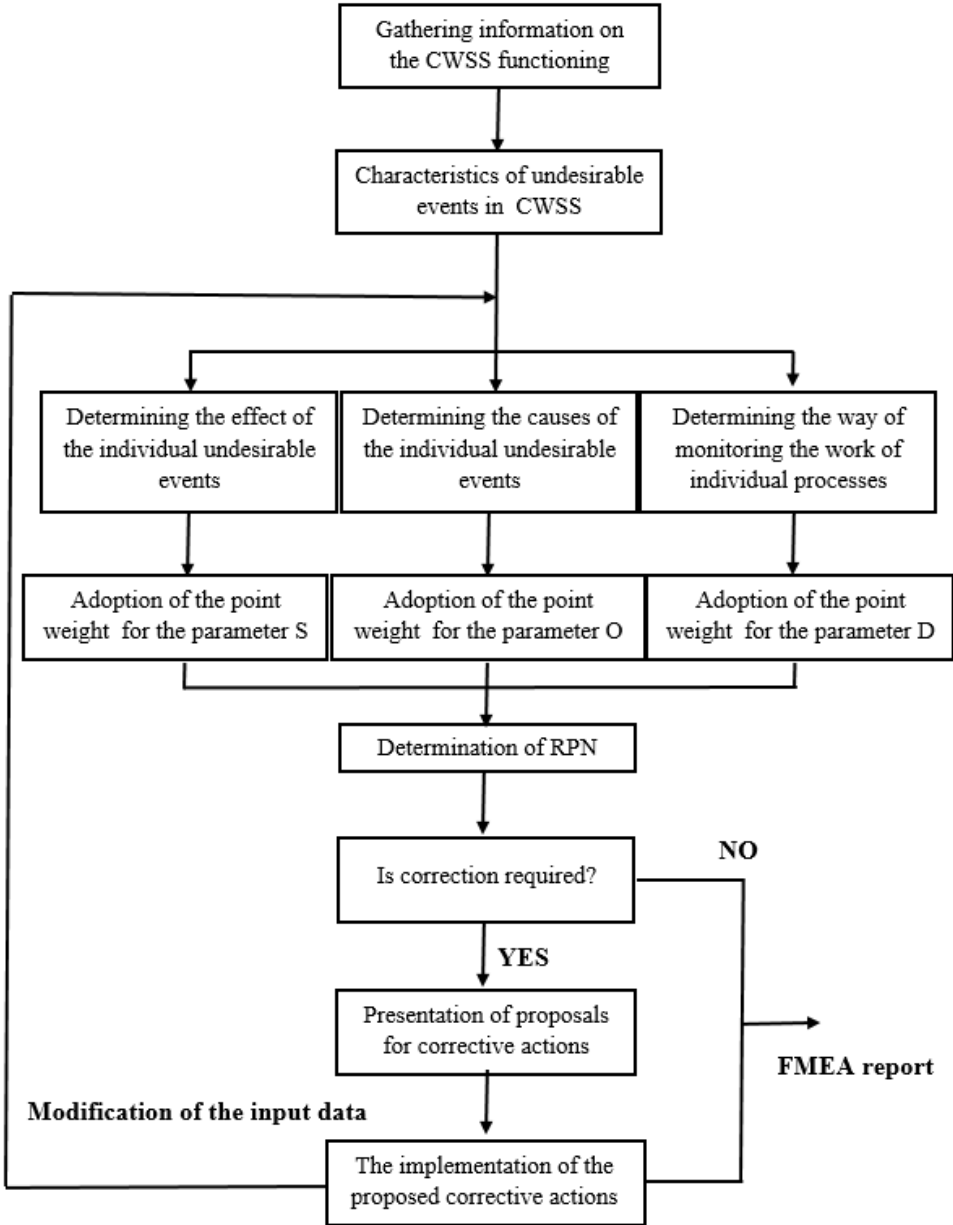 Gathering information on
the CWSS functioning
Characteristics of undesirable
events in CWSS
Determining the effect of
the individual undesirable
events
Determining the causes of
the individual undesirable
events
Determining the way of
monitoring the work of
individual processes
Adoption of the point
weight for the parameter S
Adoption of the point
weight for the parameter O
Adoption of the point
weight for the parameter D
Determination of RPN
Is correction required?
NO
YES
Presentation of proposals
for corrective actions
FMEA report
Modification of the input data
The implementation of the
proposed corrective actions